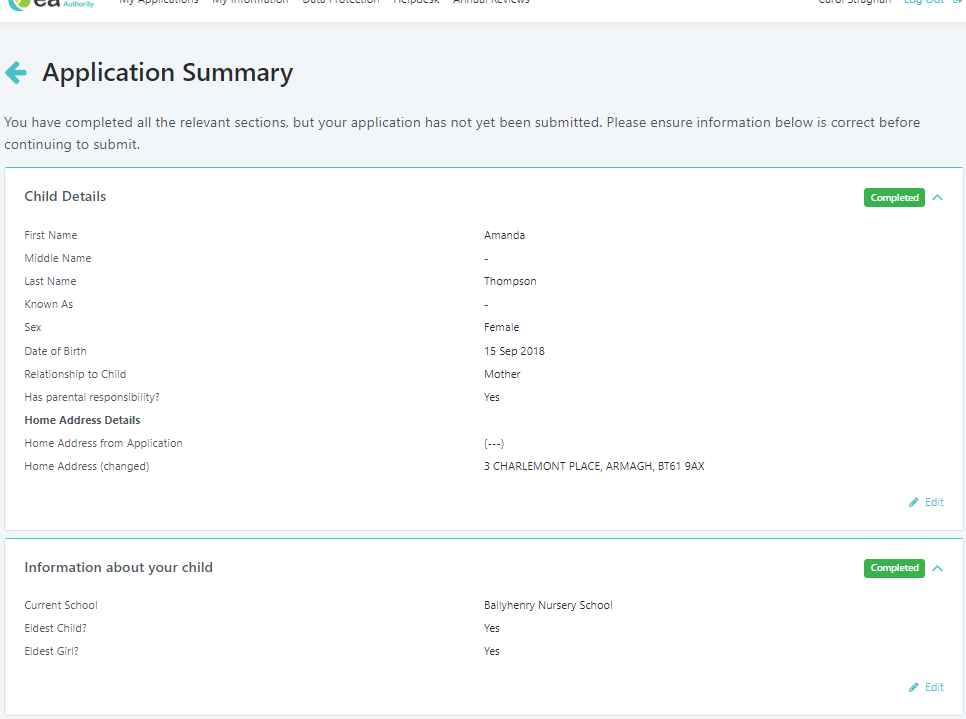 ea Authority My Applications My Information Data Protection Helpdesk Annual Reviews Carol Straghan Log Out
Application Summary
You have completed all the relevant sections, but your application has not yet been submitted. Please ensure information below is correct before
continuing to submit.
Child Details Completed
First Name Amanda
Middle Name -
Last Name Thompson
Known As -
Sex Female
Date of Birth 15 Sep 2018
Relationship to Child Mother
Has parental responsibility? Yes
Home Address Details
Home Address from Application (---)
Home Address (changed) 3 CHARLEMONT PLACE, ARMAGH, BT61 9AX
Edit
Information about your child Completed
Current School Ballyhenry Nursery School
Eldest Child? Yes
Eldest Girl? Yes
Edit